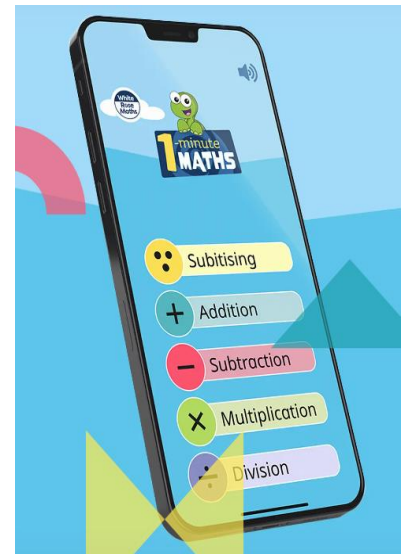 White
Rose
Maths
1-minute
MATHS
Subitising
+ Addition
− Subtraction
× Multiplication
÷ Division